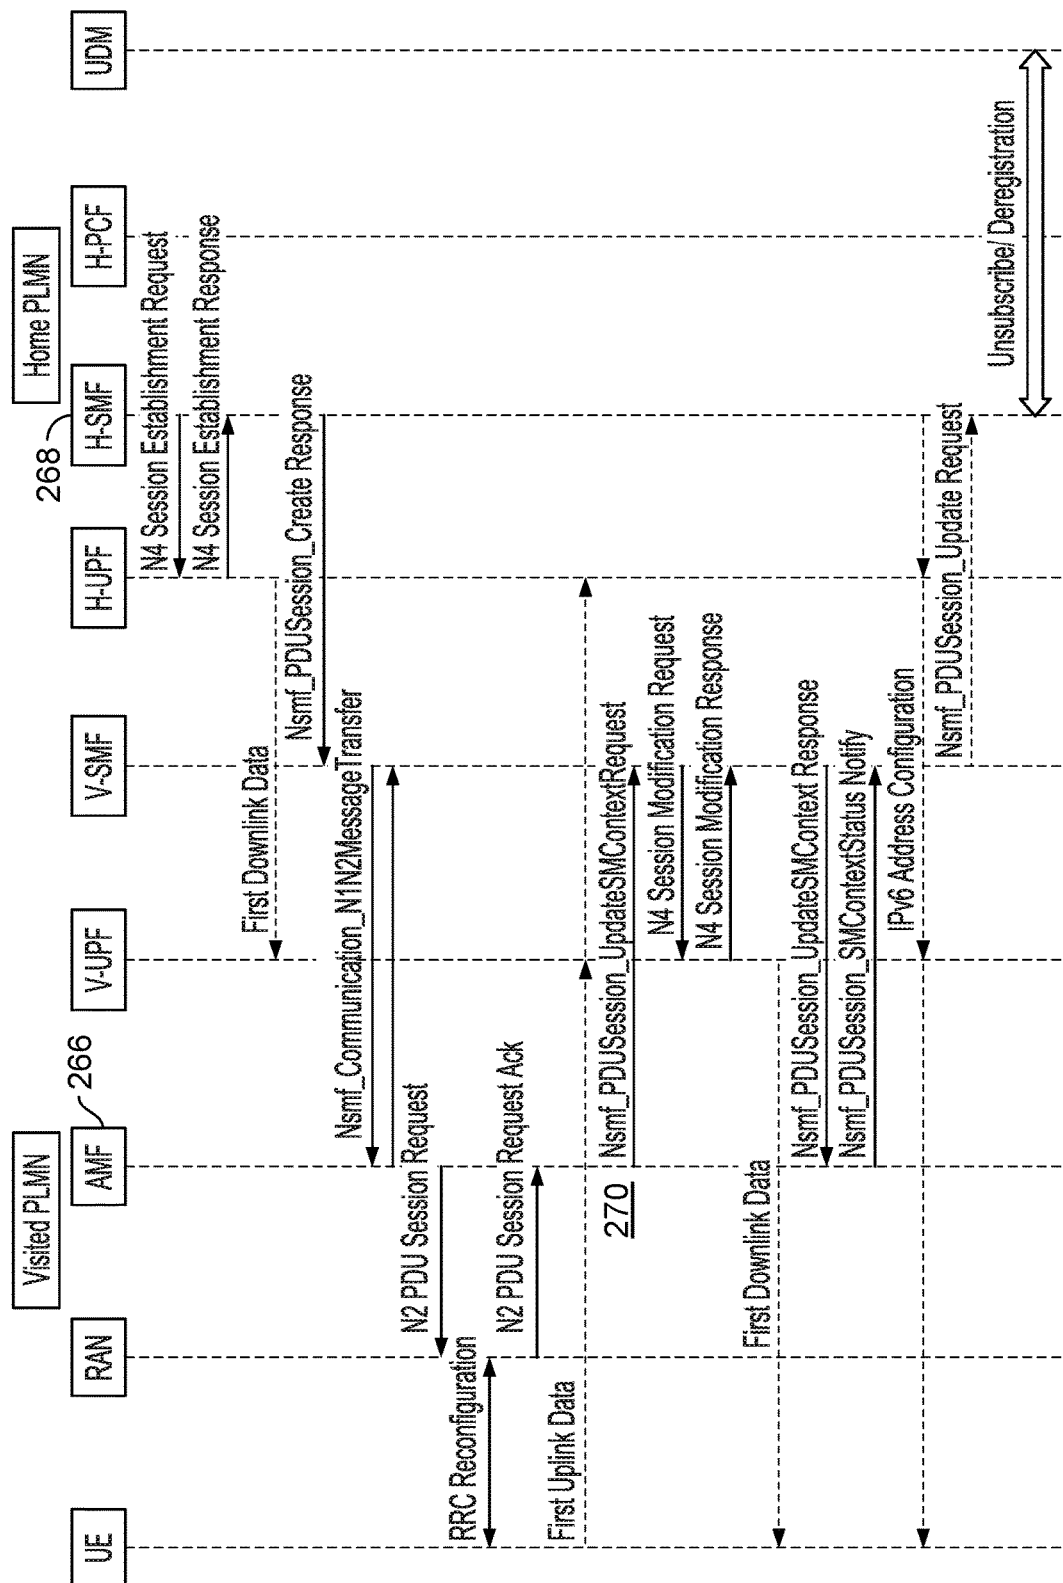 Visited PLMN
Home PLMN
266
268
UE
RAN
AMF
V-UPF
V-SMF
H-UPF
H-SMF
H-PCF
UDM
N4 Session Establishment Request
N4 Session Establishment Response
First Downlink Data
Nsmf_PDUSession_Create Response
Nsmf_Communication_N1N2MessageTransfer
N2 PDU Session Request
RRC Reconfiguration
N2 PDU Session Request Ack
First Uplink Data
270
Nsmf_PDUSession_UpdateSMContextRequest
N4 Session Modification Request
N4 Session Modification Response
First Downlink Data
Nsmf_PDUSession_UpdateSMContext Response
Nsmf_PDUSession_SMContextStatus Notify
IPv6 Address Configuration
Nsmf_PDUSession_Update Request
Unsubscribe/ Deregistration